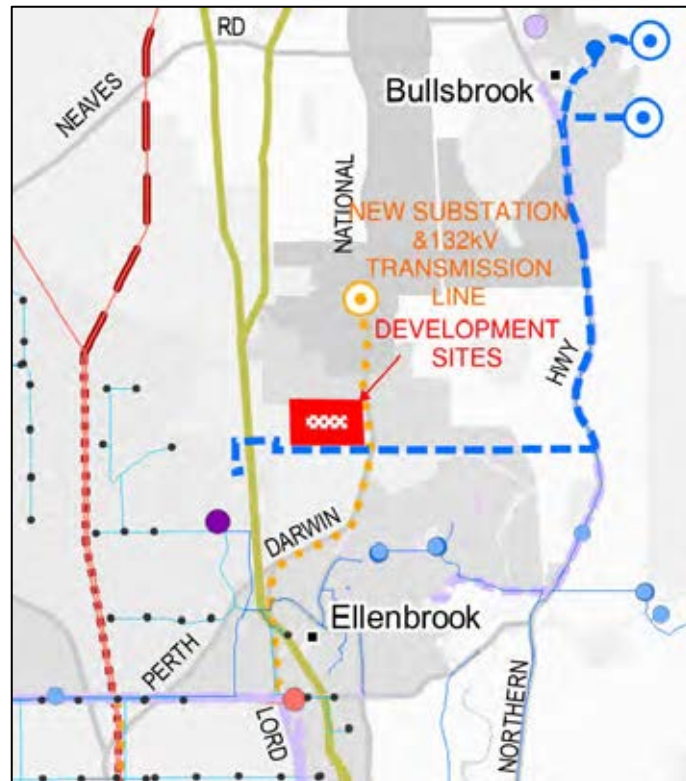 RD
NEAVES
Bullsbrook
NATIONAL
NEW SUBSTATION
&132kV
TRANSMISSION
LINE
DEVELOPMENT
SITES
HWY
DARWIN
Ellenbrook
PERTH
LORD
NORTHERN